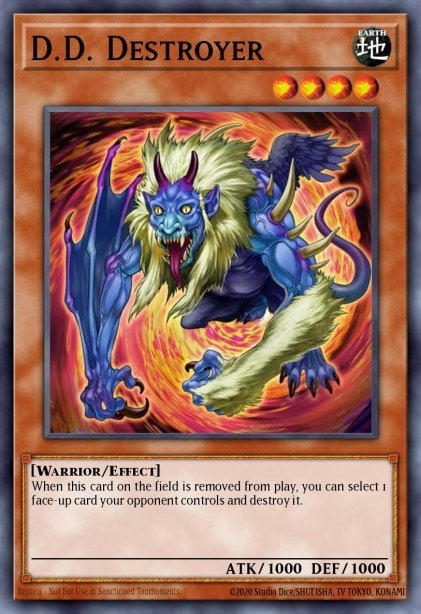 D.D. Destroyer
EARTH
地
[Warrior/Effect]
When this card on the field is removed from play, you can select 1
face-up card your opponent controls and destroy it.
ATK/1000 DEF/1000
Replica - Not For Use in Sanctioned Tournaments
©2020 Studio Dice/SHUEISHA, TV TOKYO, KONAMI